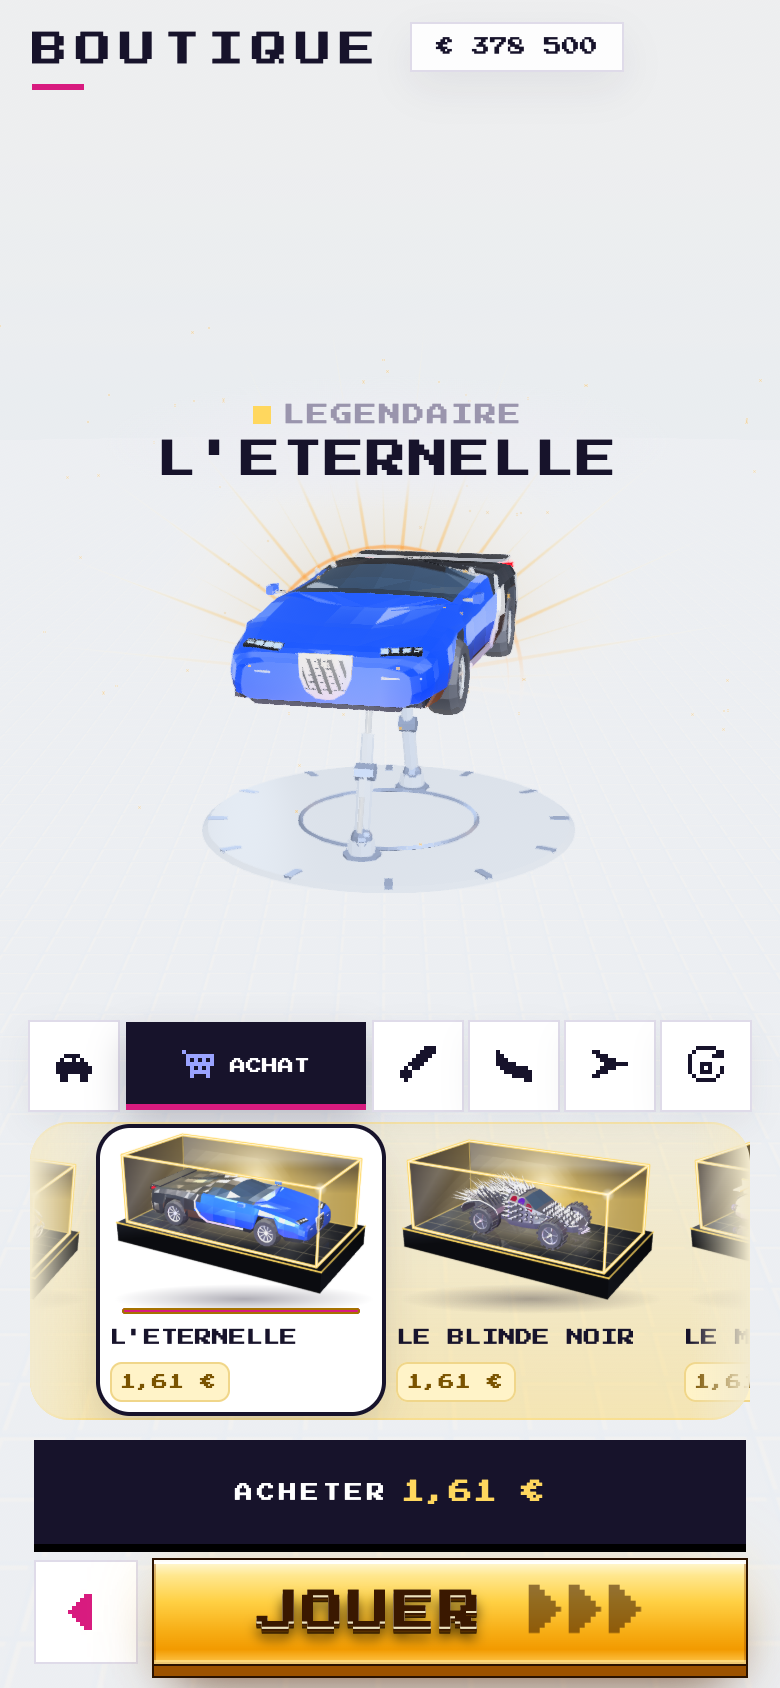 BOUTIQUE
€ 378 500
LEGENDAIRE
L'ETERNELLE
ACHAT
L'ETERNELLE
1,61 €
LE BLINDE NOIR
1,61 €
LE
ACHETER 1,61 €
JOUER